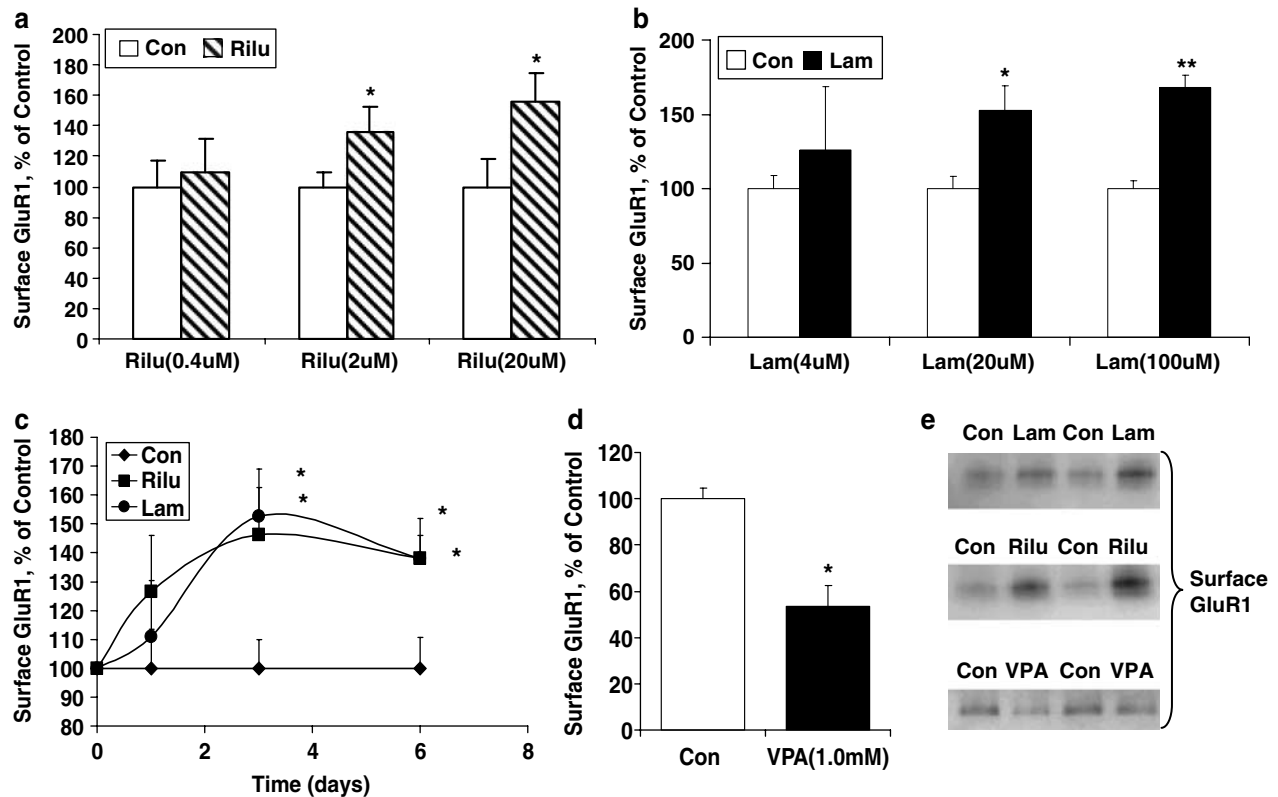 a
Surface GluR1, % of Control
200
180
160
140
120
100
80
60
40
20
0
Con Rilu
*
*
Rilu(0.4uM) Rilu(2uM) Rilu(20uM)
b
Surface GluR1, % of Control
200
150
100
50
0
Con Lam
*
**
Lam(4uM) Lam(20uM) Lam(100uM)
c
Surface GluR1, % of Control
180
170
160
150
140
130
120
110
100
90
80
Con
Rilu
Lam
*
*
*
*
0 2 4 6 8
Time (days)
d
Surface GluR1, % of Control
120
100
80
60
40
20
0
*
Con VPA(1.0mM)
e
Con Lam Con Lam
Con Rilu Con Rilu
Con VPA Con VPA
Surface
GluR1